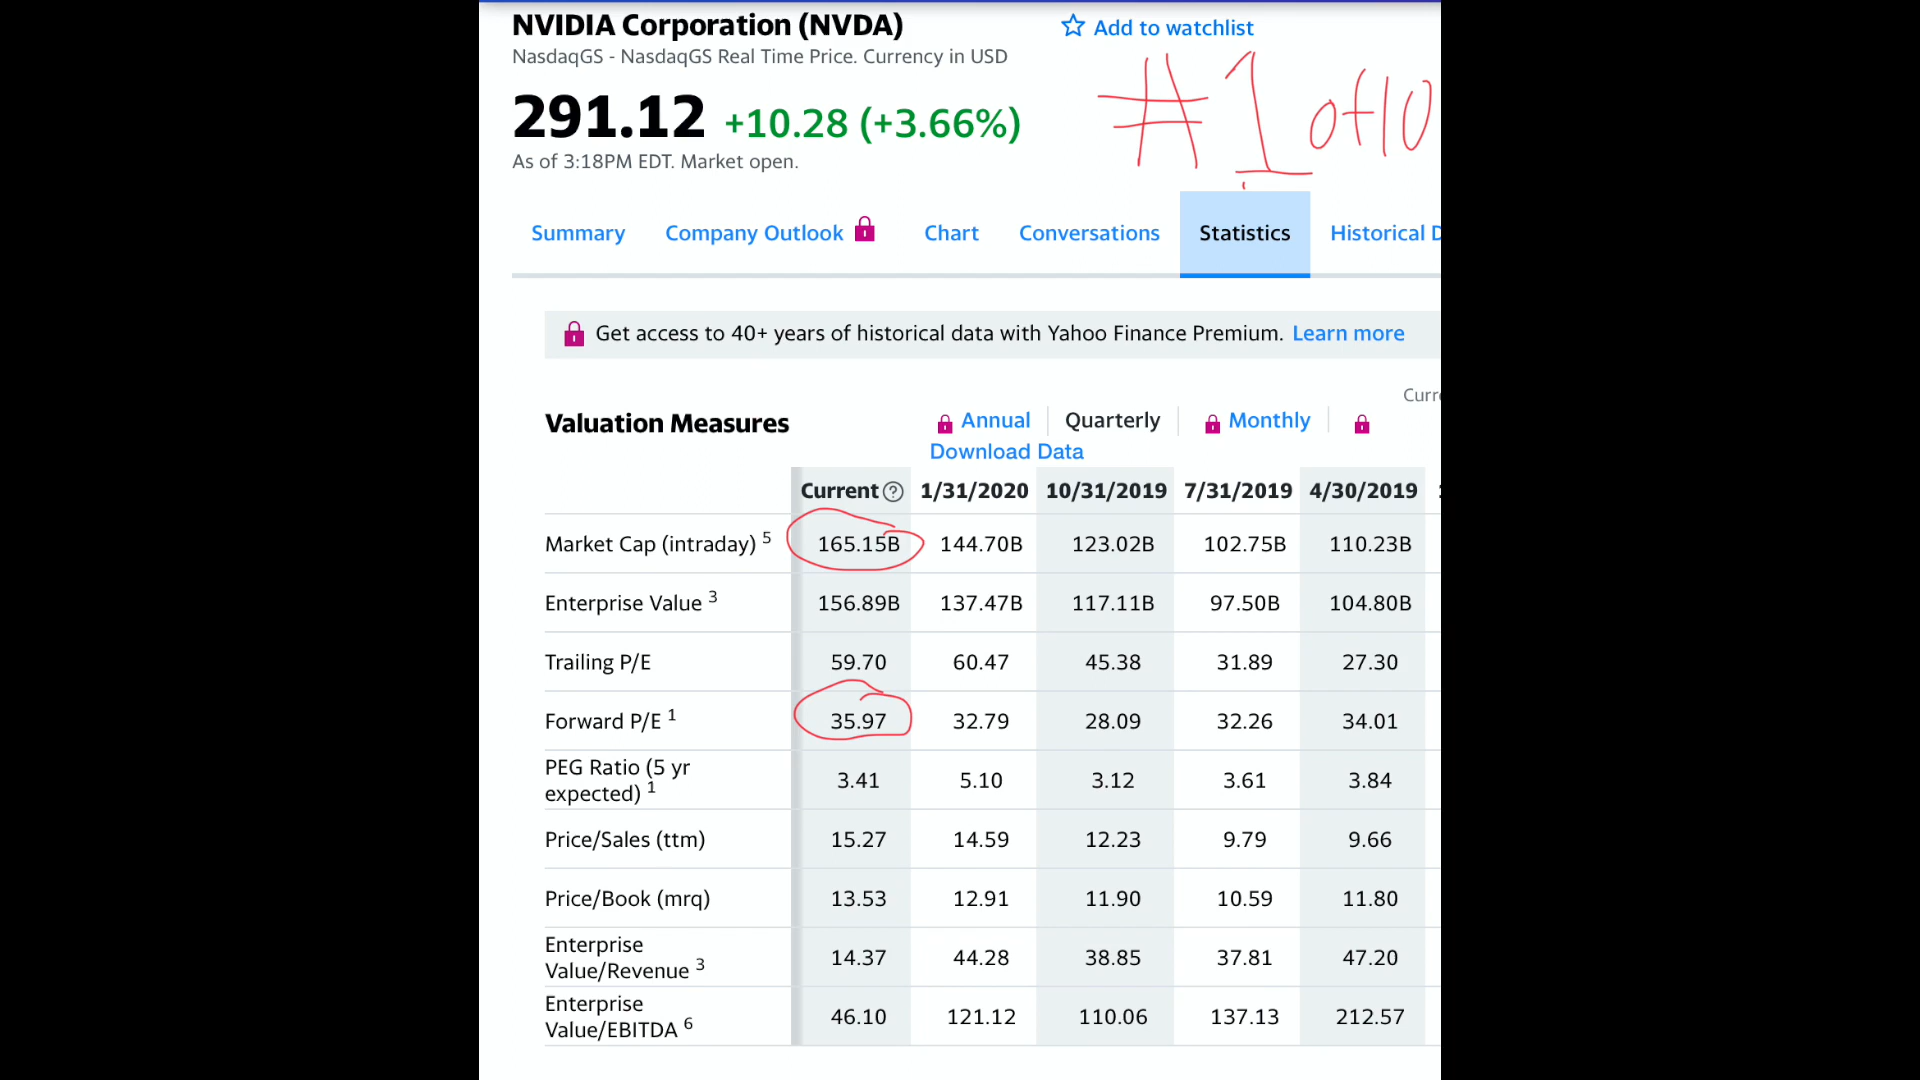 NVIDIA Corporation (NVDA)
Add to watchlist
NasdaqGS - NasdaqGS Real Time Price. Currency in USD
#1 of 10
291.12 +10.28 (+3.66%)
As of 3:18PM EDT. Market open.
Summary Company Outlook Chart Conversations Statistics Historical D
Get access to 40+ years of historical data with Yahoo Finance Premium. Learn more
Curre
Valuation Measures
Annual Quarterly Monthly
Download Data
Current ? 1/31/2020 10/31/2019 7/31/2019 4/30/2019
Market Cap (intraday) 5 165.15B 144.70B 123.02B 102.75B 110.23B
Enterprise Value 3 156.89B 137.47B 117.11B 97.50B 104.80B
Trailing P/E 59.70 60.47 45.38 31.89 27.30
Forward P/E 1 35.97 32.79 28.09 32.26 34.01
PEG Ratio (5 yr
expected) 1 3.41 5.10 3.12 3.61 3.84
Price/Sales (ttm) 15.27 14.59 12.23 9.79 9.66
Price/Book (mrq) 13.53 12.91 11.90 10.59 11.80
Enterprise
Value/Revenue 3 14.37 44.28 38.85 37.81 47.20
Enterprise
Value/EBITDA 6 46.10 121.12 110.06 137.13 212.57